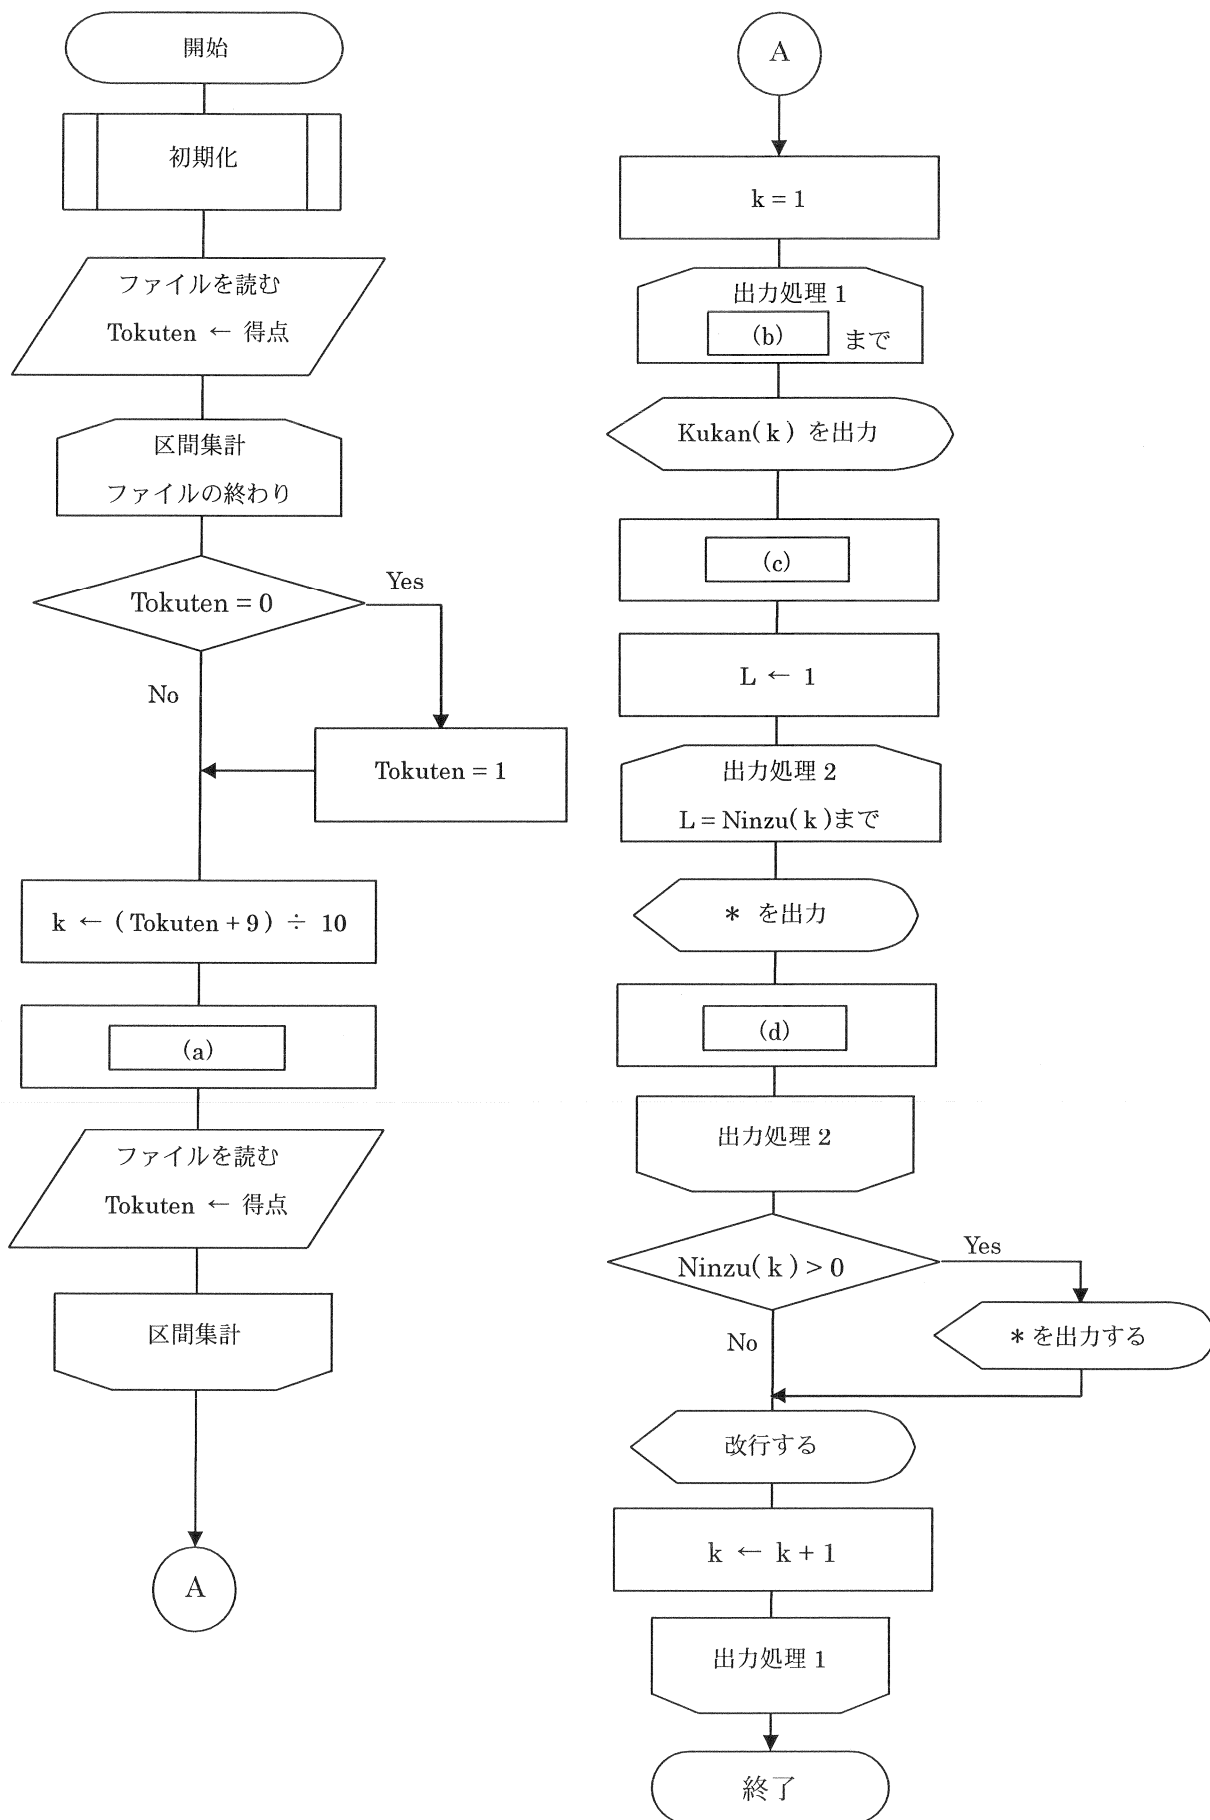 開始
初期化
ファイルを読む
Tokuten ← 得点
区間集計
ファイルの終わり
Tokuten = 0
Yes
No
Tokuten = 1
k ← ( Tokuten + 9 ) ÷ 10
(a)
ファイルを読む
Tokuten ← 得点
区間集計
A
A
k = 1
出力処理 1
(b) まで
Kukan( k ) を出力
(c)
L ← 1
出力処理 2
L = Ninzu( k )まで
* を出力
(d)
出力処理 2
Ninzu( k ) > 0
Yes
No
* を出力する
改行する
k ← k + 1
出力処理 1
終了